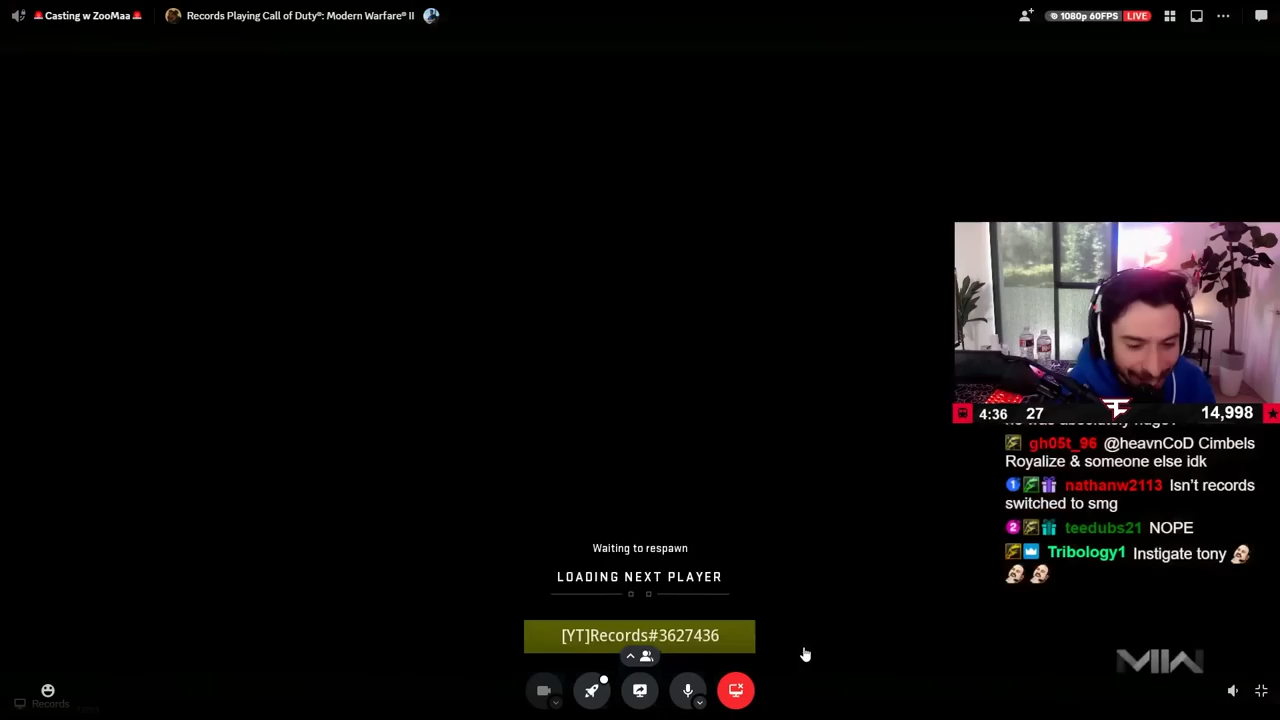 🚨Casting w ZooMaa🚨
Records Playing Call of Duty®: Modern Warfare® II
1080p 60FPS
LIVE
4:36
27
14,998
gh05t_96 @heavnCoD Cimbels
Royalize & someone else idk
nathanw2113 Isn't records
switched to smg
teedubs21 NOPE
Tribology1 Instigate tony
Waiting to respawn
LOADING NEXT PLAYER
[YT]Records#3627436
MW
Records